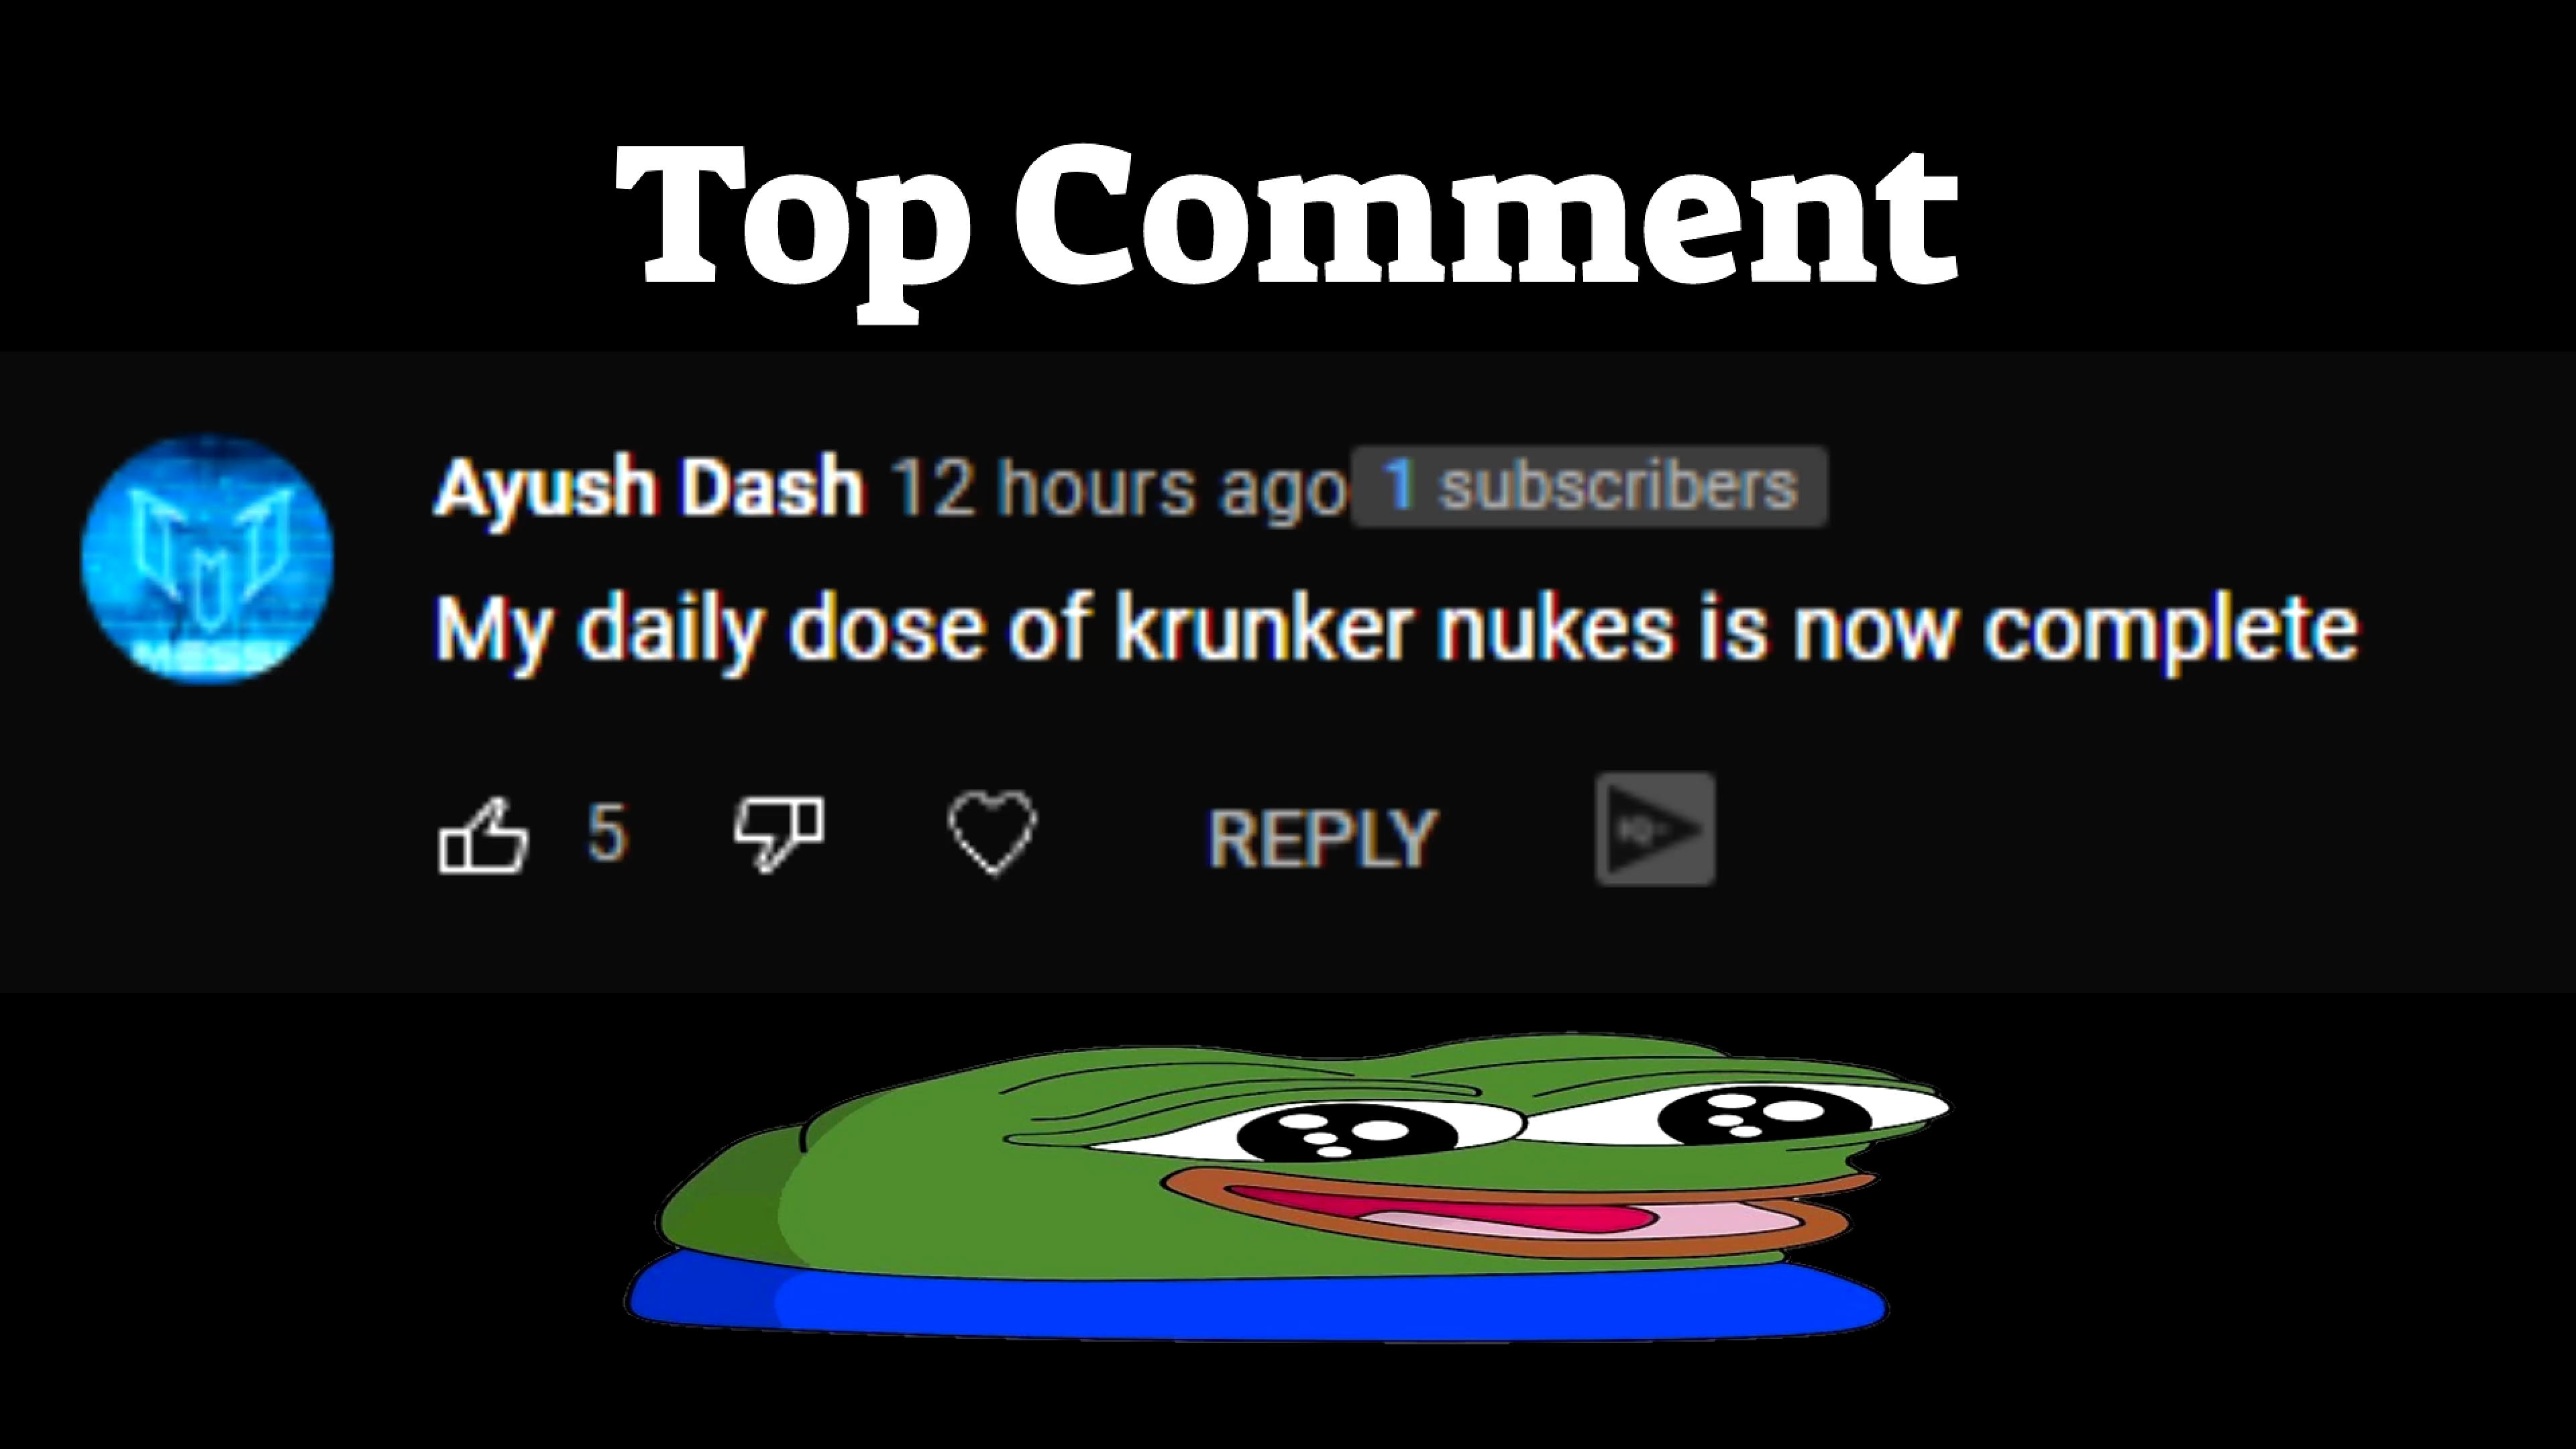 Top Comment
Ayush Dash 12 hours ago 1 subscribers
My daily dose of krunker nukes is now complete
5 REPLY
MESSI